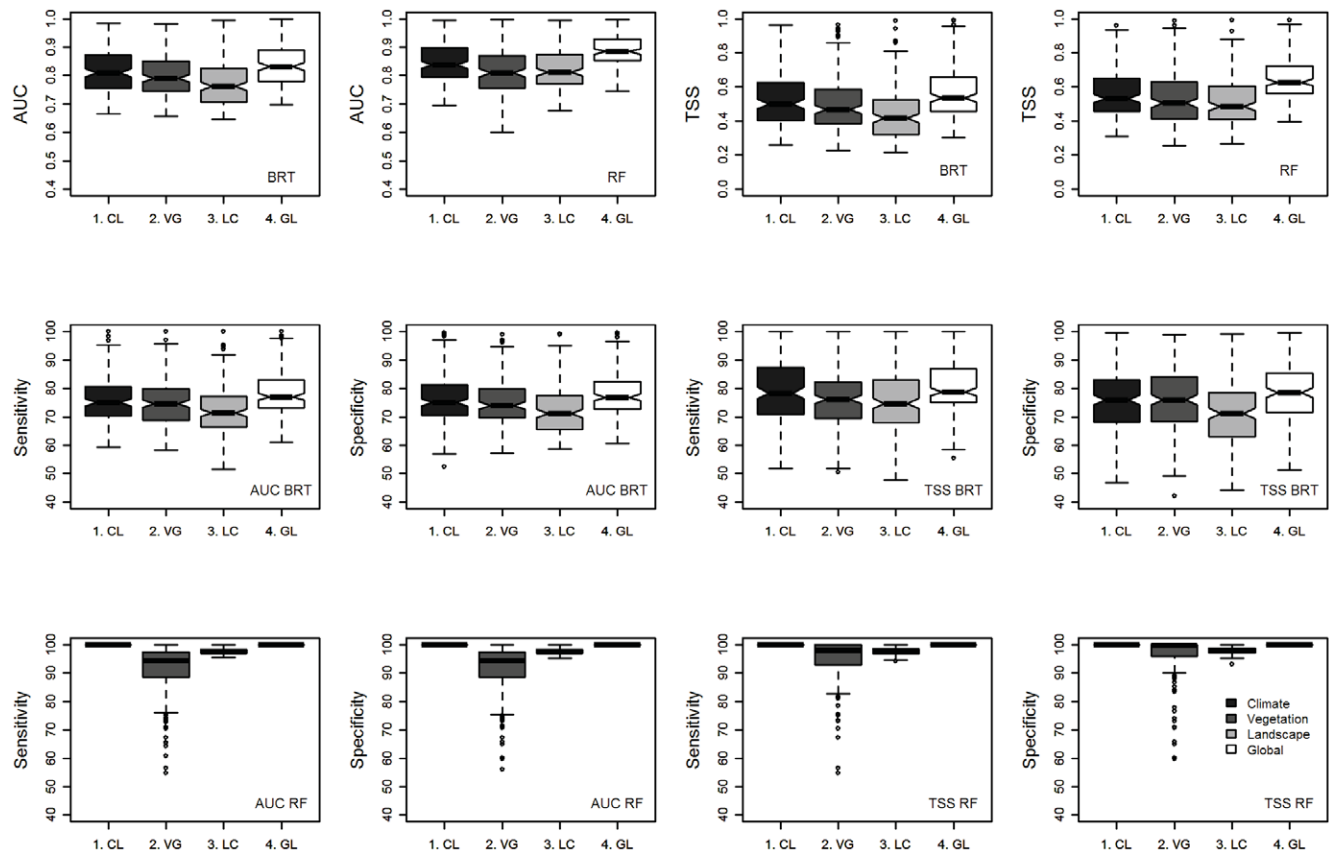 AUC
1.0
0.9
0.8
0.7
0.6
0.5
0.4
BRT
1. CL 2. VG 3. LC 4. GL
AUC
1.0
0.9
0.8
0.7
0.6
0.5
0.4
RF
1. CL 2. VG 3. LC 4. GL
TSS
1.0
0.8
0.6
0.4
0.2
0.0
BRT
1. CL 2. VG 3. LC 4. GL
TSS
1.0
0.8
0.6
0.4
0.2
0.0
RF
1. CL 2. VG 3. LC 4. GL
Sensitivity
100
90
80
70
60
50
40
AUC BRT
1. CL 2. VG 3. LC 4. GL
Specificity
100
90
80
70
60
50
40
AUC BRT
1. CL 2. VG 3. LC 4. GL
Sensitivity
100
90
80
70
60
50
40
TSS BRT
1. CL 2. VG 3. LC 4. GL
Specificity
100
90
80
70
60
50
40
TSS BRT
1. CL 2. VG 3. LC 4. GL
Sensitivity
100
90
80
70
60
50
40
AUC RF
1. CL 2. VG 3. LC 4. GL
Specificity
100
90
80
70
60
50
40
AUC RF
1. CL 2. VG 3. LC 4. GL
Sensitivity
100
90
80
70
60
50
40
TSS RF
1. CL 2. VG 3. LC 4. GL
Specificity
100
90
80
70
60
50
40
Climate
Vegetation
Landscape
Global
TSS RF
1. CL 2. VG 3. LC 4. GL